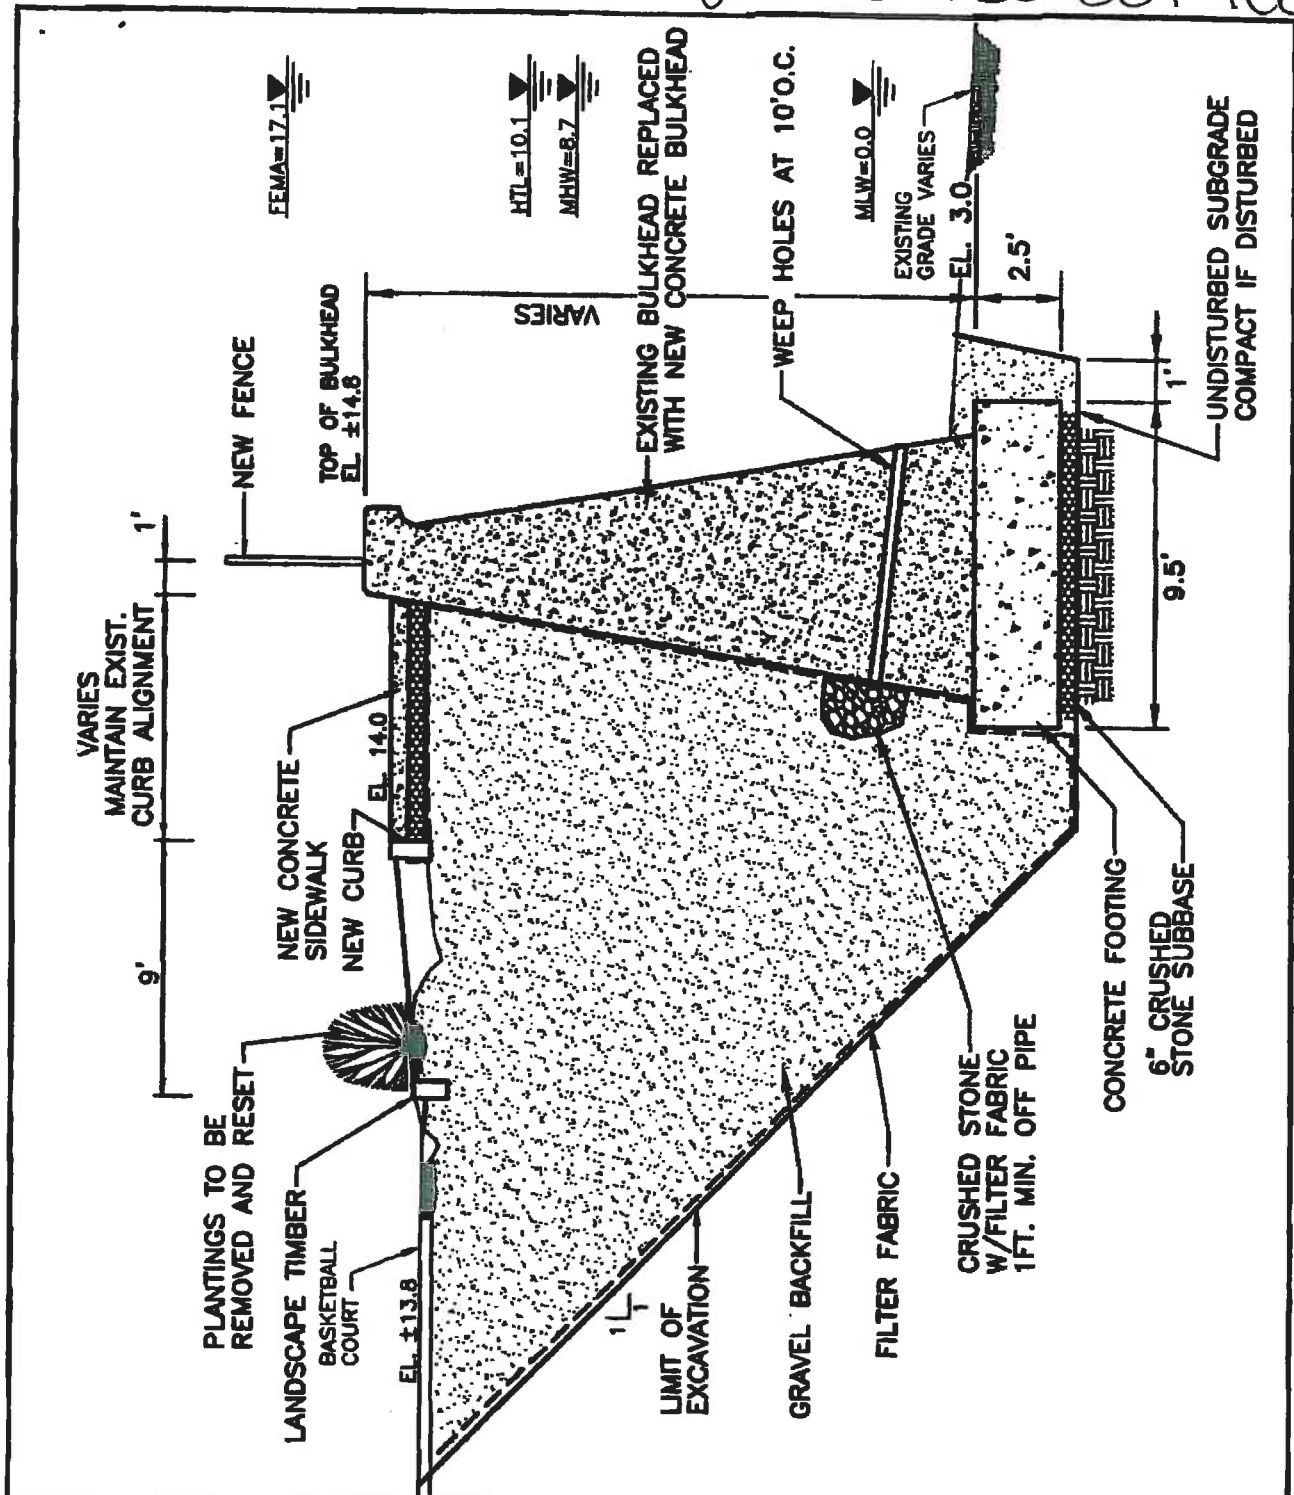 FEMA=17.1
HTL=10.1
MHW=8.7
MLW=0.0
EXISTING
GRADE VARIES
EL. 3.0
2.5'
UNDISTURBED SUBGRADE
COMPACT IF DISTURBED
WEEP HOLES AT 10'O.C.
EXISTING BULKHEAD REPLACED
WITH NEW CONCRETE BULKHEAD
VARIES
TOP OF BULKHEAD
EL. ±14.8
NEW FENCE
1'
1'
9.5'
VARIES
MAINTAIN EXIST.
CURB ALIGNMENT
9'
NEW CONCRETE
SIDEWALK
EL. 14.0
NEW CURB
PLANTINGS TO BE
REMOVED AND RESET
LANDSCAPE TIMBER
BASKETBALL
COURT
EL. ±13.8
1
1
LIMIT OF
EXCAVATION
GRAVEL BACKFILL
FILTER FABRIC
CRUSHED STONE
W/FILTER FABRIC
1FT. MIN. OFF PIPE
CONCRETE FOOTING
6" CRUSHED
STONE SUBBASE